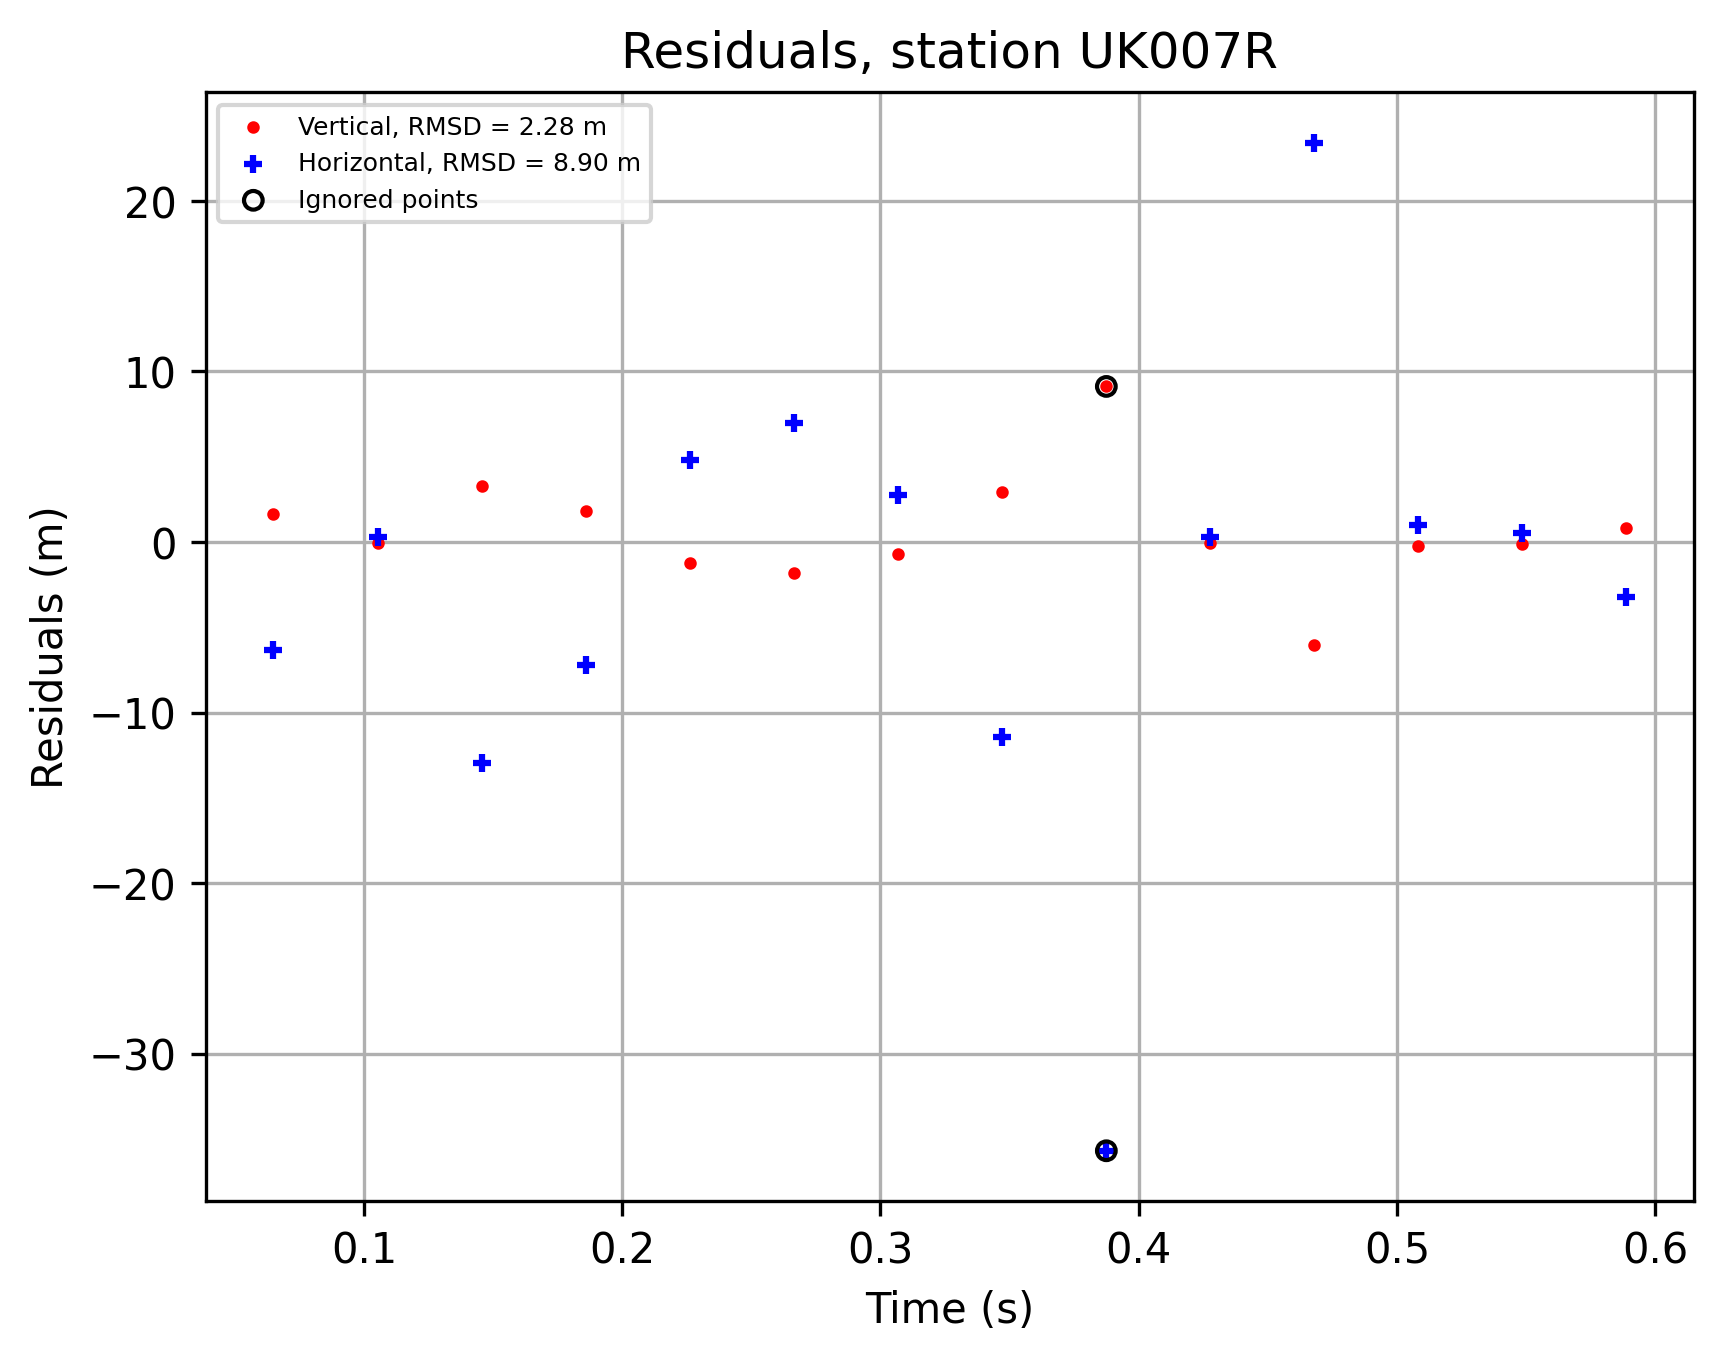 Residuals, station UK007R
Vertical, RMSD = 2.28 m
Horizontal, RMSD = 8.90 m
Ignored points
Residuals (m)
20
10
0
−10
−20
−30
0.1 0.2 0.3 0.4 0.5 0.6
Time (s)